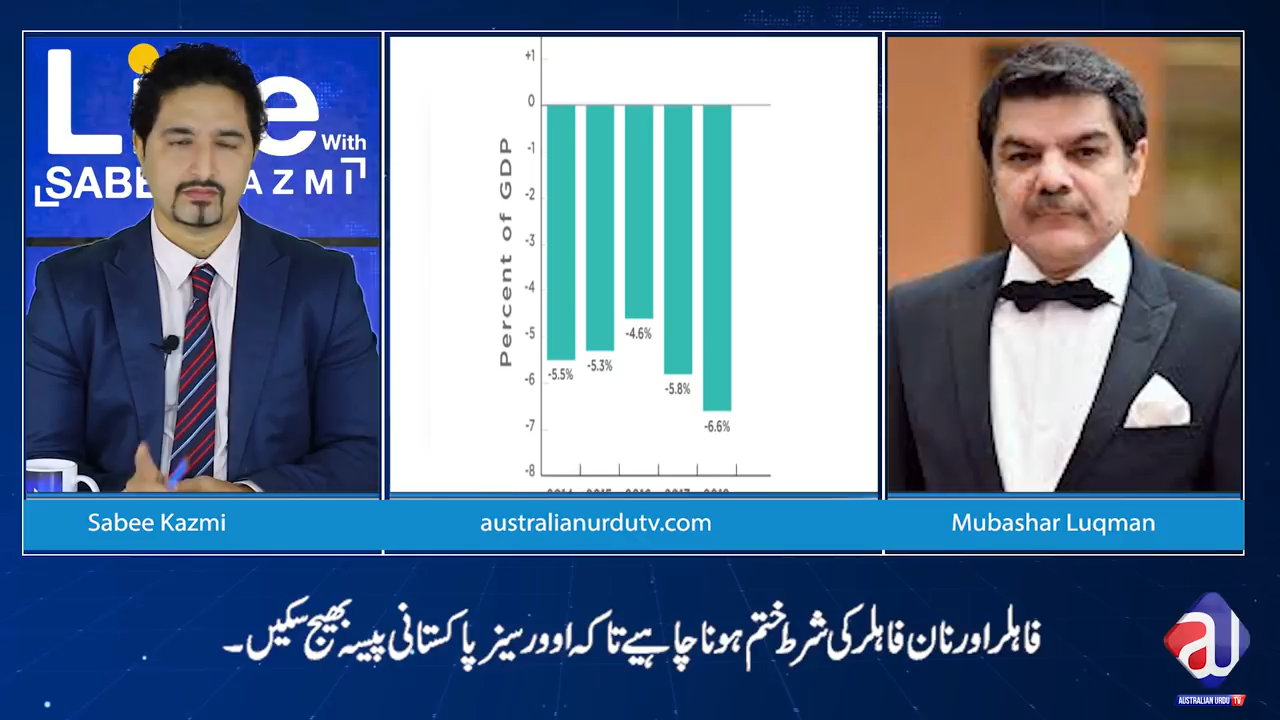 Live
With
SABEE KAZMI
Percent of GDP
+1
0
-1
-2
-3
-4
-5
-6
-7
-8
-5.5%
-5.3%
-4.6%
-5.8%
-6.6%
Sabee Kazmi
australianurdutv.com
Mubashar Luqman
فاہلر اور نان فاہلر کی شرط ختم ہونا چاہیے تاکہ اوورسیز پاکستانی پیسہ بھیج سکیں۔
AUSTRALIAN URDU TV